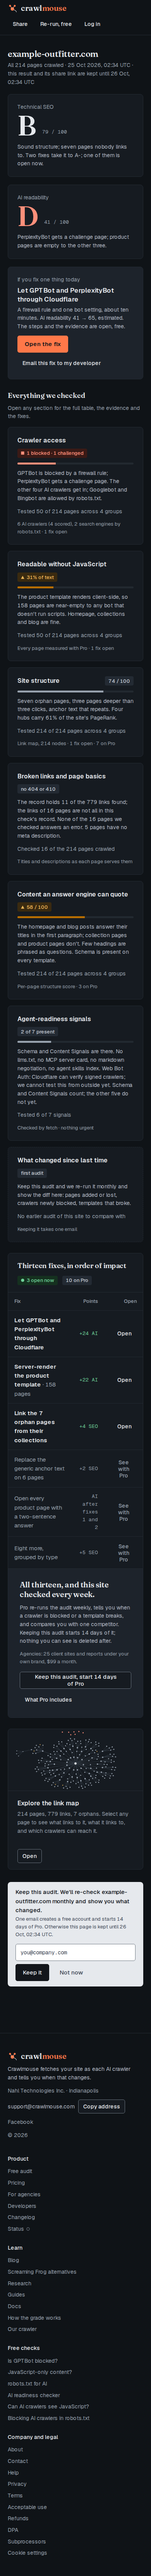 crawlmouse
Share Re-run, free Log in
example-outfitter.com
All 214 pages crawled · 25 Oct 2026, 02:34 UTC ·
this result and its share link are kept until 26 Oct,
02:34 UTC
Technical SEO
B 79 / 100
Sound structure; seven pages nobody links
to. Two fixes take it to A-; one of them is
open now.
AI readability
D 41 / 100
PerplexityBot gets a challenge page; product
pages are empty to the other three.
If you fix one thing today
Let GPTBot and PerplexityBot
through Cloudflare
A firewall rule and one bot setting, about ten
minutes. AI readability 41 → 65, estimated.
The steps and the evidence are open, free.
Open the fix
Email this fix to my developer
Everything we checked
Open any section for the full table, the evidence and
the fixes.
Crawler access
1 blocked · 1 challenged
GPTBot is blocked by a firewall rule;
PerplexityBot gets a challenge page. The
other four AI crawlers get in; Googlebot and
Bingbot are allowed by robots.txt.
Tested 50 of 214 pages across 4 groups
6 AI crawlers (4 scored), 2 search engines by
robots.txt · 1 fix open
Readable without JavaScript
31% of text
The product template renders client-side, so
158 pages are near-empty to any bot that
doesn't run scripts. Homepage, collections
and blog are fine.
Tested 50 of 214 pages across 4 groups
Every page measured with Pro · 1 fix open
Site structure 74 / 100
Seven orphan pages, three pages deeper than
three clicks, anchor text that repeats. Four
hubs carry 61% of the site's PageRank.
Tested 214 of 214 pages across 4 groups
Link map, 214 nodes · 1 fix open · 7 on Pro
Broken links and page basics
no 404 or 410
The record holds 11 of the 779 links found;
the links of 16 pages are not all in this
check's record. None of the 16 pages we
checked answers an error. 5 pages have no
meta description.
Checked 16 of the 214 pages crawled
Titles and descriptions as each page serves them
Content an answer engine can quote
58 / 100
The homepage and blog posts answer their
titles in the first paragraph; collection pages
and product pages don't. Few headings are
phrased as questions. Schema is present on
every template.
Tested 214 of 214 pages across 4 groups
Per-page structure score · 3 on Pro
Agent-readiness signals
2 of 7 present
Schema and Content Signals are there. No
llms.txt, no MCP server card, no markdown
negotiation, no agent skills index. Web Bot
Auth: Cloudflare can verify signed crawlers;
we cannot test this from outside yet. Schema
and Content Signals count; the other five do
not yet.
Tested 6 of 7 signals
Checked by fetch · nothing urgent
What changed since last time
first audit
Keep this audit and we re-run it monthly and
show the diff here: pages added or lost,
crawlers newly blocked, templates that broke.
No earlier audit of this site to compare with
Keeping it takes one email
Thirteen fixes, in order of impact
3 open now 10 on Pro
Fix Points Open
Let GPTBot and
PerplexityBot
through
Cloudflare
+24 AI Open
Server-render
the product
template · 158
pages
+22 AI Open
Link the 7
orphan pages
from their
collections
+4 SEO Open
Replace the
generic anchor text
on 6 pages
+2 SEO See
with
Pro
Open every
product page with
a two-sentence
answer
AI
after
fixes
1 and
2
See
with
Pro
Eight more,
grouped by type
+5 SEO See
with
Pro
All thirteen, and this site
checked every week.
Pro re-runs the audit weekly, tells you when
a crawler is blocked or a template breaks,
and compares you with one competitor.
Keeping this audit starts 14 days of it;
nothing you can see is deleted after.
Agencies: 25 client sites and reports under your
own brand, $99 a month.
Keep this audit, start 14 days
of Pro
What Pro includes
Explore the link map
214 pages, 779 links, 7 orphans. Select any
page to see what links to it, what it links to,
and which crawlers can reach it.
Open
Keep this audit. We'll re-check example-
outfitter.com monthly and show you what
changed.
One email creates a free account and starts 14
days of Pro. Otherwise this page is kept until 26
Oct, 02:34 UTC.
you@company.com
Keep it Not now
crawlmouse
Crawlmouse fetches your site as each AI crawler
and tells you what they can read.
Nahl Technologies Inc. · Indianapolis
support@crawlmouse.com Copy address
Facebook
© 2026
Product
Free audit
Pricing
For agencies
Developers
Changelog
Status
Learn
Blog
Screaming Frog alternatives
Research
Guides
Docs
How the grade works
Our crawler
Free checks
Is GPTBot blocked?
JavaScript-only content?
robots.txt for AI
AI readiness checker
Can AI crawlers see JavaScript?
Blocking AI crawlers in robots.txt
Company and legal
About
Contact
Help
Privacy
Terms
Acceptable use
Refunds
DPA
Subprocessors
Cookie settings